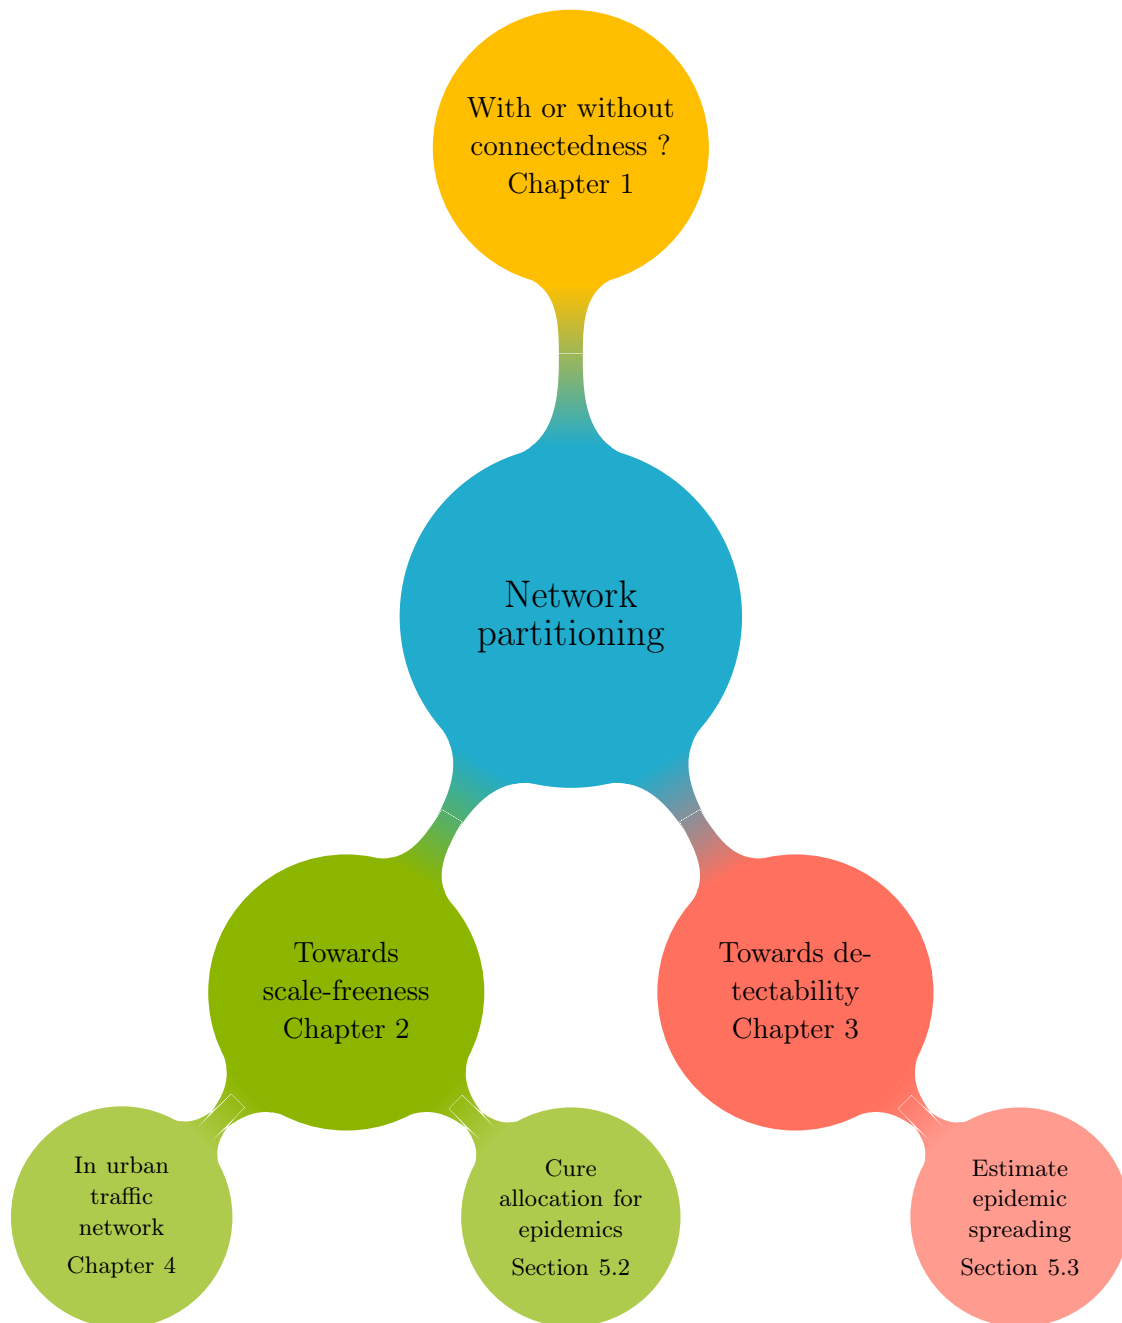 With or without
connectedness ?
Chapter 1
Network
partitioning
Towards
scale-freeness
Chapter 2
Towards de-
tectability
Chapter 3
In urban
traffic
network
Chapter 4
Cure
allocation for
epidemics
Section 5.2
Estimate
epidemic
spreading
Section 5.3